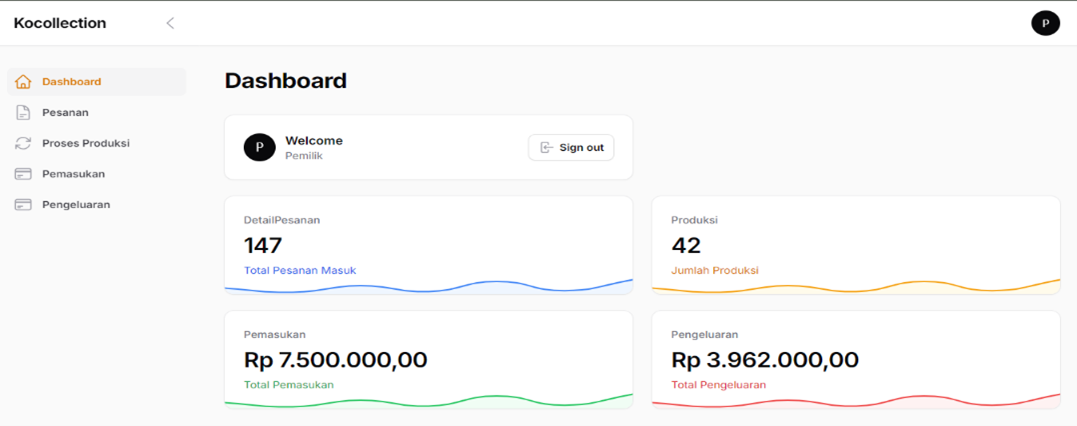 Kocollection
P
Dashboard
Pesanan
Proses Produksi
Pemasukan
Pengeluaran
Dashboard
P
Welcome
Pemilik
Sign out
DetailPesanan
147
Total Pesanan Masuk
Produksi
42
Jumlah Produksi
Pemasukan
Rp 7.500.000,00
Total Pemasukan
Pengeluaran
Rp 3.962.000,00
Total Pengeluaran